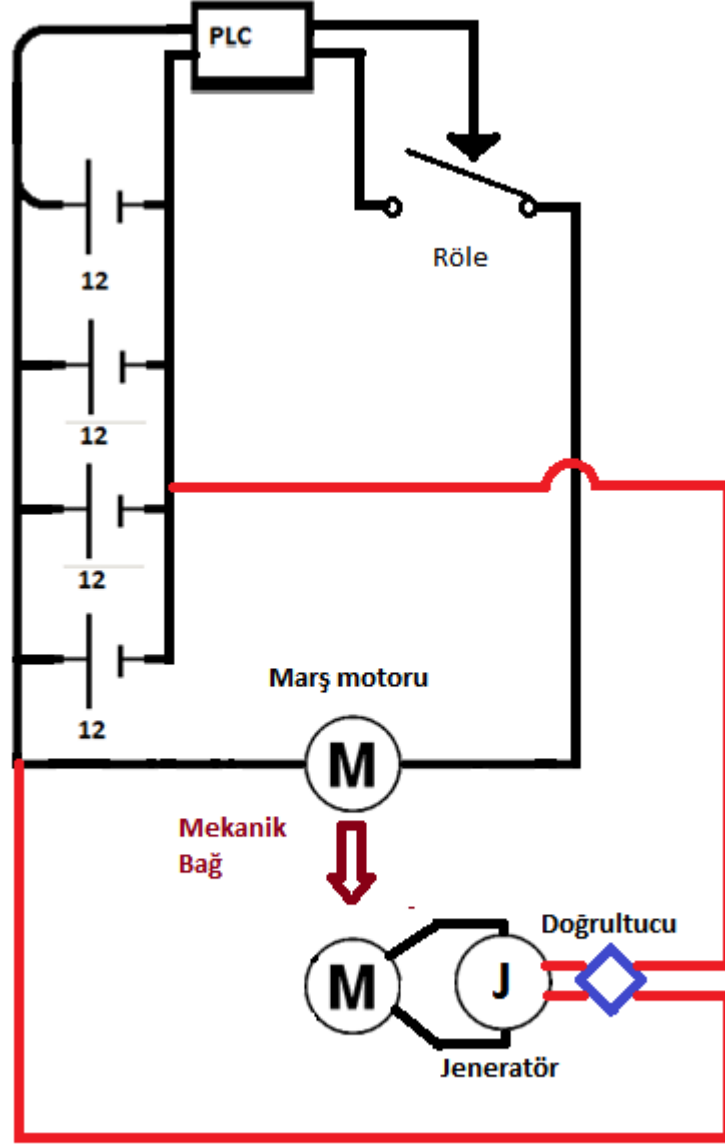 PLC
12
Röle
12
12
12
Marş motoru
M
Mekanik
Bağ
Doğrultucu
M
J
Jeneratör